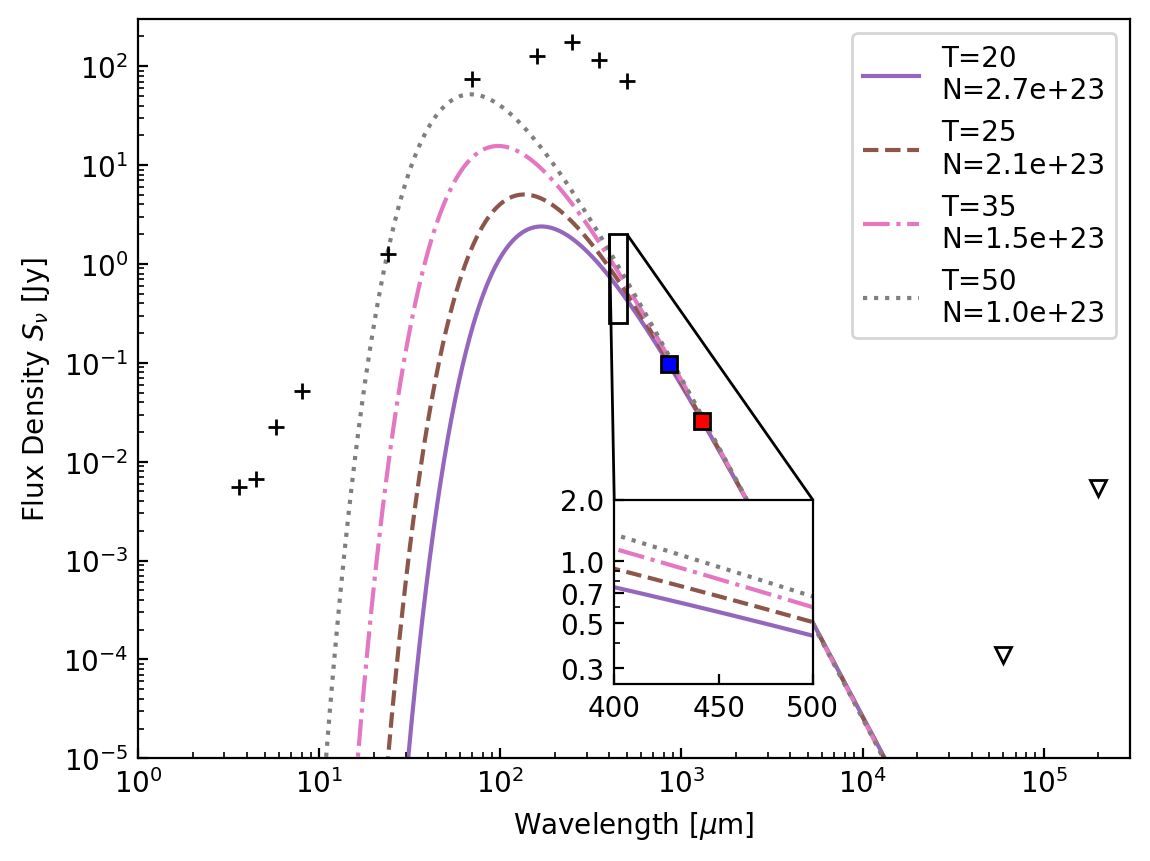 T=20
N=2.7e+23
T=25
N=2.1e+23
T=35
N=1.5e+23
T=50
N=1.0e+23
Flux Density $S_\nu$ [Jy]
10²
10¹
10⁰
10⁻¹
10⁻²
10⁻³
10⁻⁴
10⁻⁵
2.0
1.0
0.7
0.5
0.3
400 450 500
10⁰ 10¹ 10² 10³ 10⁴ 10⁵
Wavelength [μm]